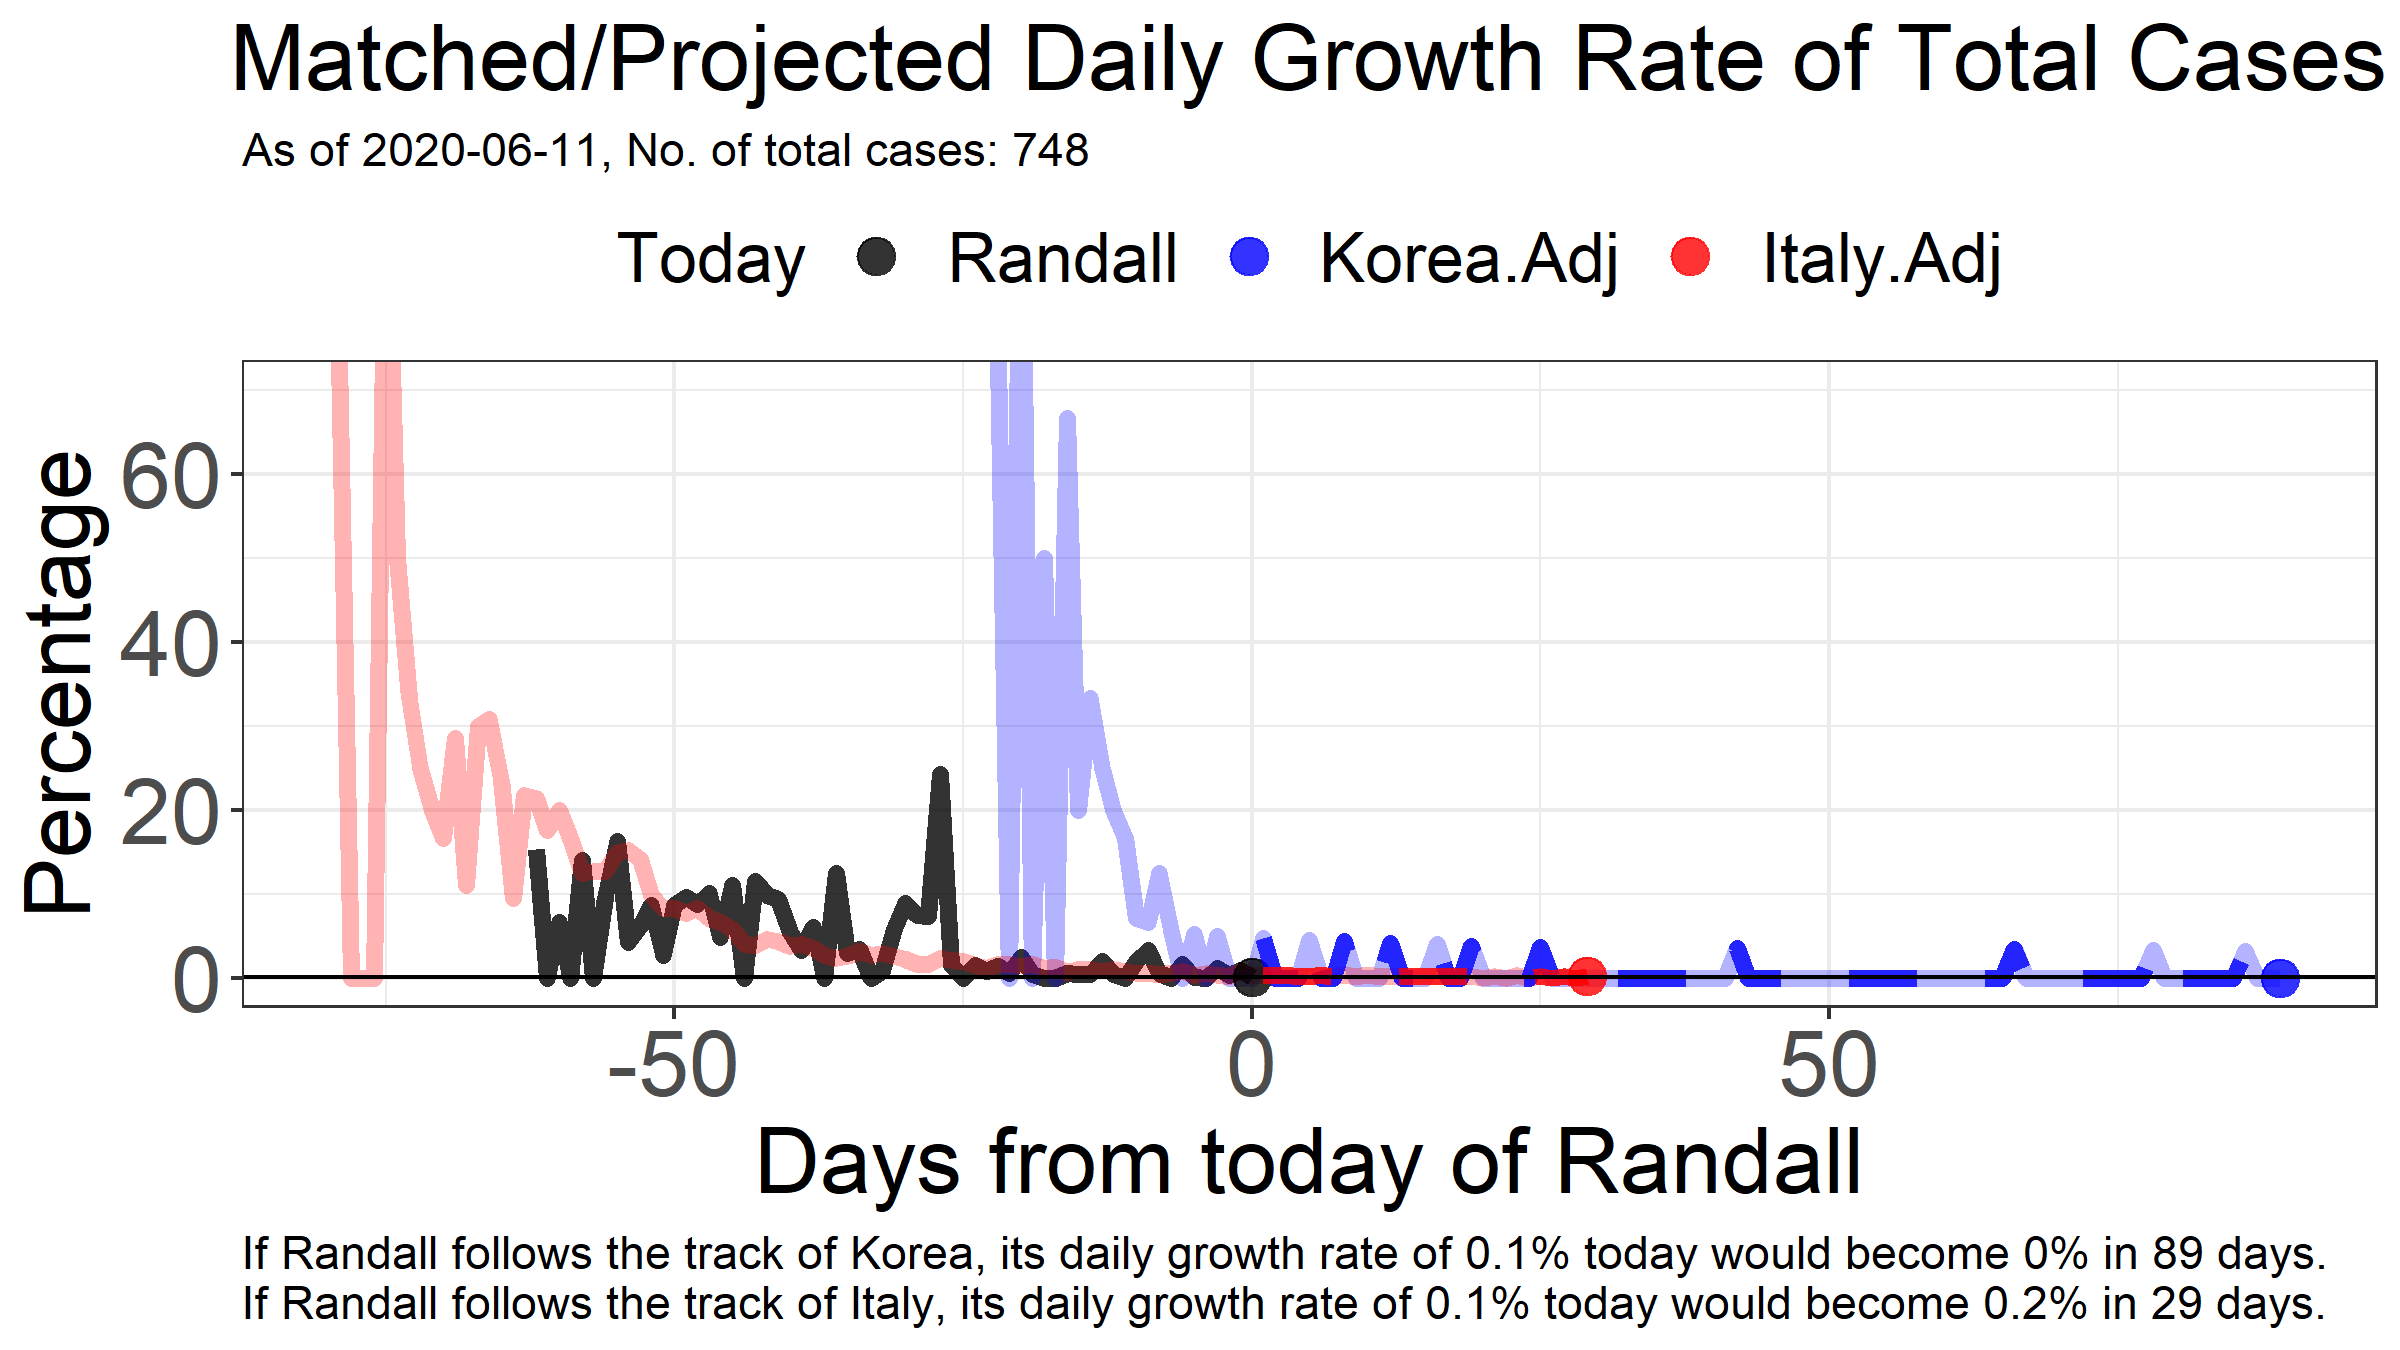 Matched/Projected Daily Growth Rate of Total Cases
As of 2020-06-11, No. of total cases: 748
Today Randall Korea.Adj Italy.Adj
Percentage
60
40
20
0
-50 0 50
Days from today of Randall
If Randall follows the track of Korea, its daily growth rate of 0.1% today would become 0% in 89 days.
If Randall follows the track of Italy, its daily growth rate of 0.1% today would become 0.2% in 29 days.